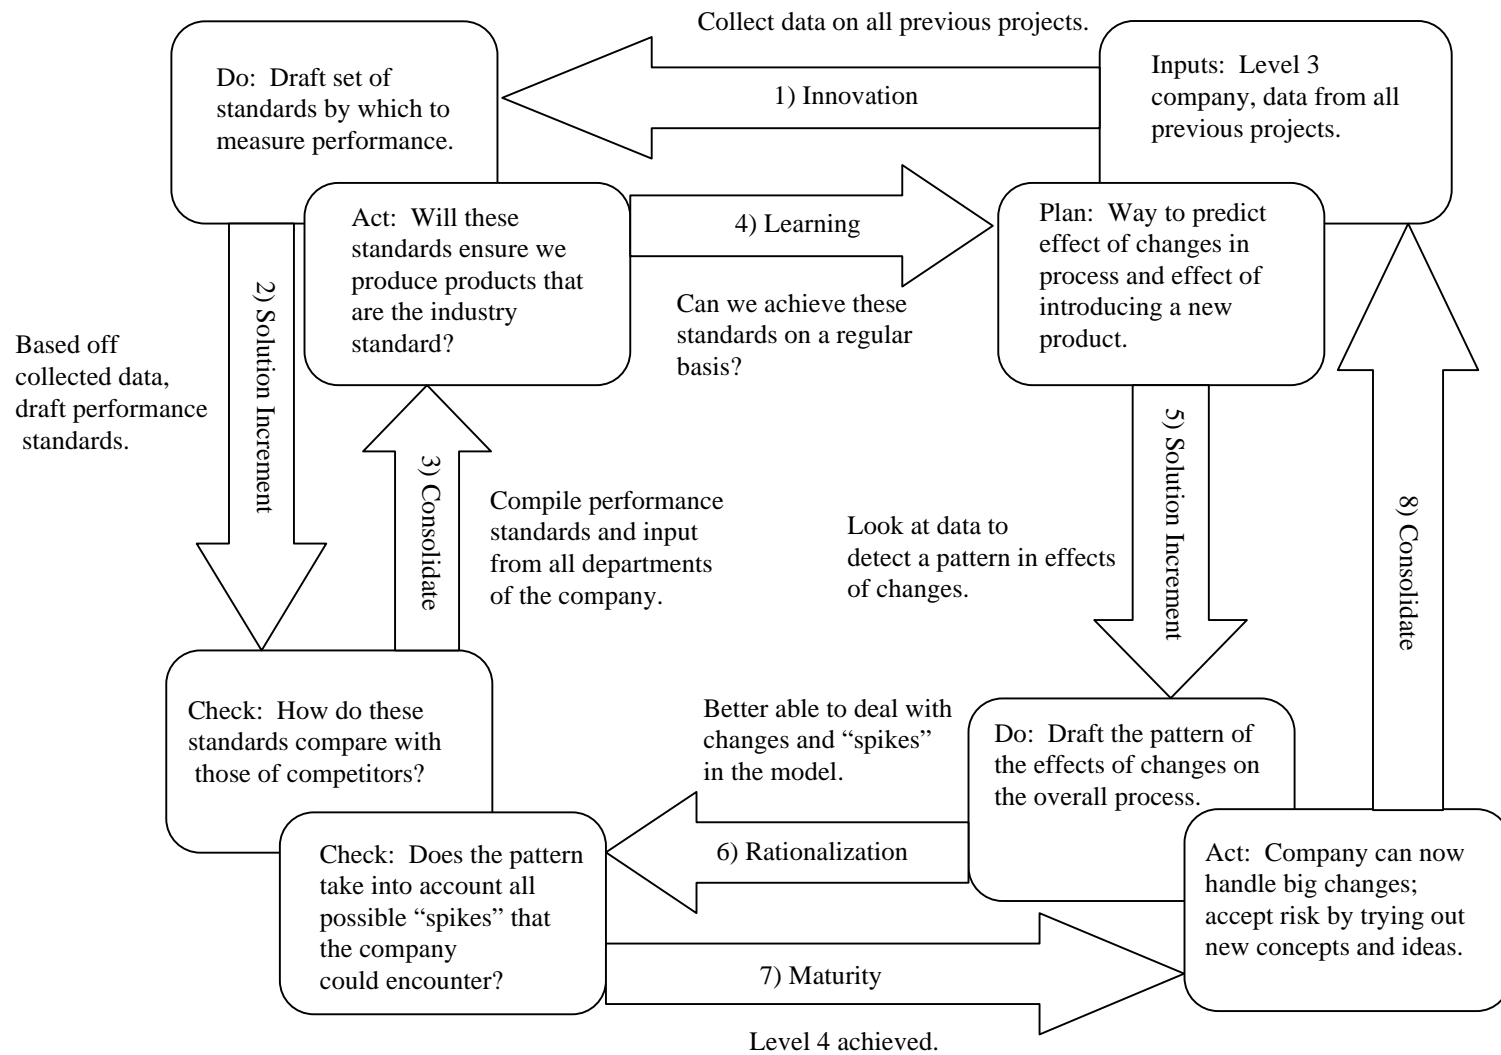 Collect data on all previous projects.
Do:  Draft set of
standards by which to
measure performance.
1) Innovation
Inputs:  Level 3
company, data from all
previous projects.
Act:  Will these
standards ensure we
produce products that
are the industry
standard?
4) Learning
Can we achieve these
standards on a regular
basis?
Plan:  Way to predict
effect of changes in
process and effect of
introducing a new
product.
Based off
collected data,
draft performance
standards.
2) Solution Increment
3) Consolidate
Compile performance
standards and input
from all departments
of the company.
Look at data to
detect a pattern in effects
of changes.
5) Solution Increment
8) Consolidate
Check:  How do these
standards compare with
those of competitors?
Better able to deal with
changes and “spikes”
in the model.
Do:  Draft the pattern of
the effects of changes on
the overall process.
6) Rationalization
Check:  Does the pattern
take into account all
possible “spikes” that
the company
could encounter?
Act:  Company can now
handle big changes;
accept risk by trying out
new concepts and ideas.
7) Maturity
Level 4 achieved.